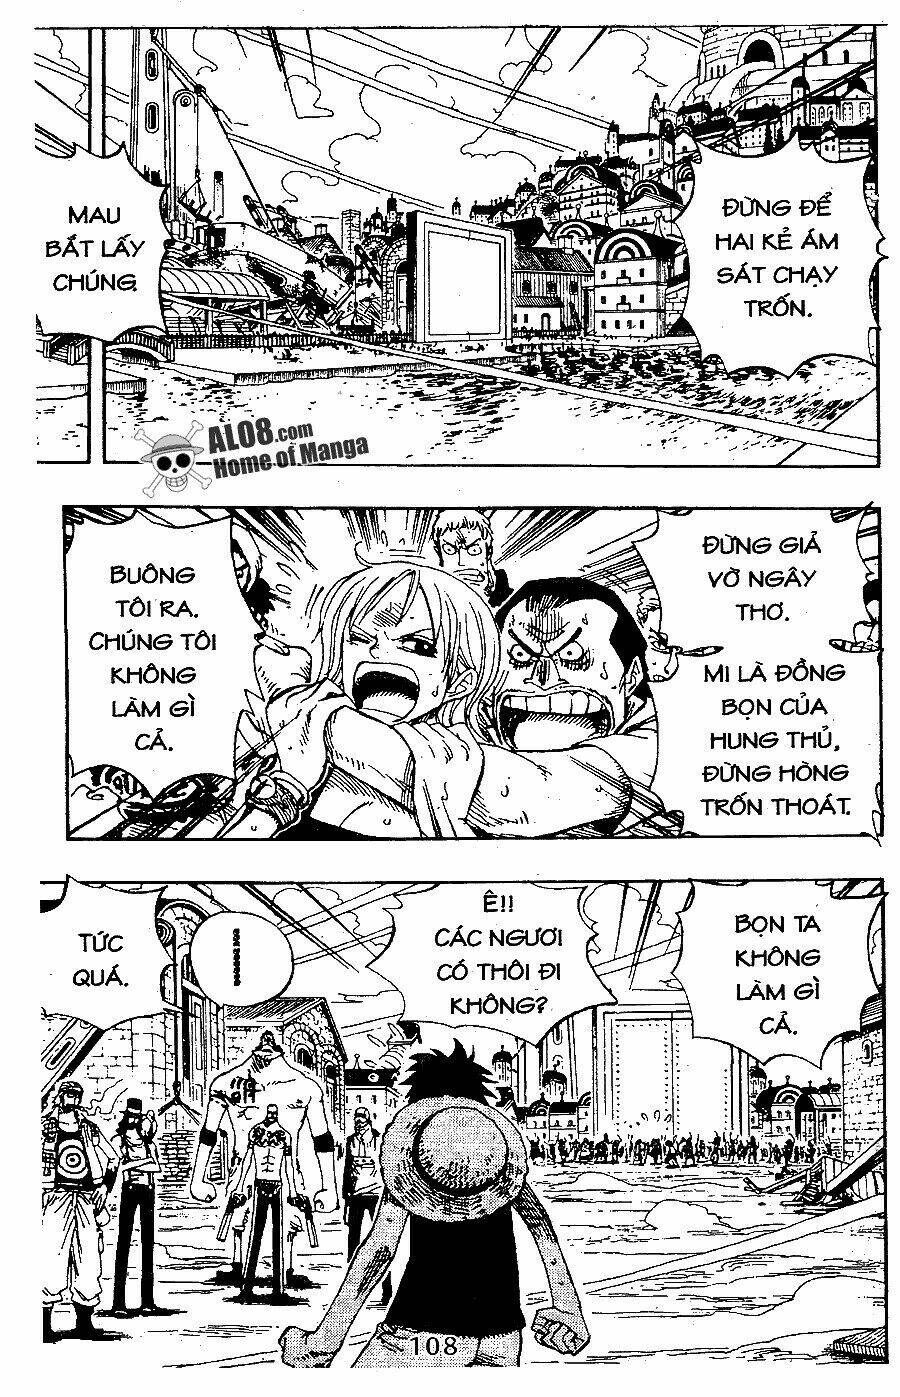 ĐỪNG ĐỂ
HAI KẺ ÁM
SÁT CHẠY
TRỐN.
MAU
BẮT LẤY
CHÚNG.
AL08.com
Home of Manga
ĐỪNG GIẢ
VỜ NGÂY
THƠ.
MI LÀ ĐỒNG
BỌN CỦA
HUNG THỦ,
ĐỪNG HÒNG
TRỐN THOÁT.
BUÔNG
TÔI RA.
CHÚNG TÔI
KHÔNG
LÀM GÌ
CẢ.
BỌN TA
KHÔNG
LÀM GÌ
CẢ.
Ê!!
CÁC NGƯƠI
CÓ THÔI ĐI
KHÔNG?
TỨC
QUÁ.
108